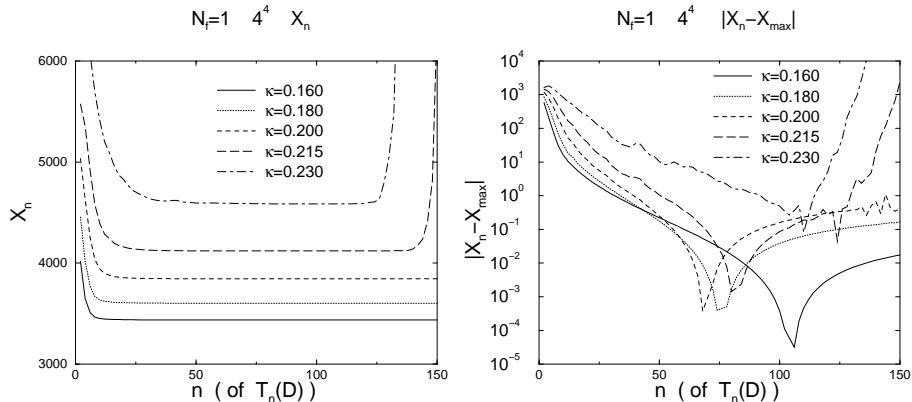 N_f=1 4^4 X_n
6000
5000
4000
3000
X_n
κ=0.160
κ=0.180
κ=0.200
κ=0.215
κ=0.230
0 50 100 150
n ( of T_n(D) )
N_f=1 4^4 |X_n−X_max|
10^4
10^3
10^2
10^1
10^0
10^−1
10^−2
10^−3
10^−4
10^−5
|X_n−X_max|
κ=0.160
κ=0.180
κ=0.200
κ=0.215
κ=0.230
0 50 100 150
n ( of T_n(D) )